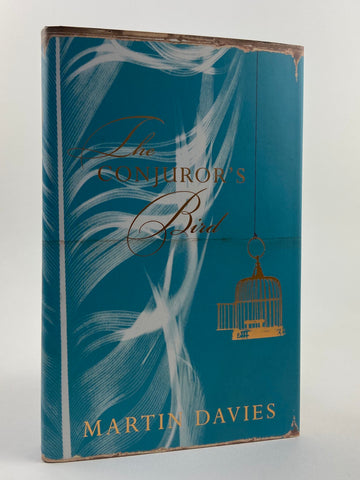 The
CONJUROR'S
Bird
MARTIN DAVIES